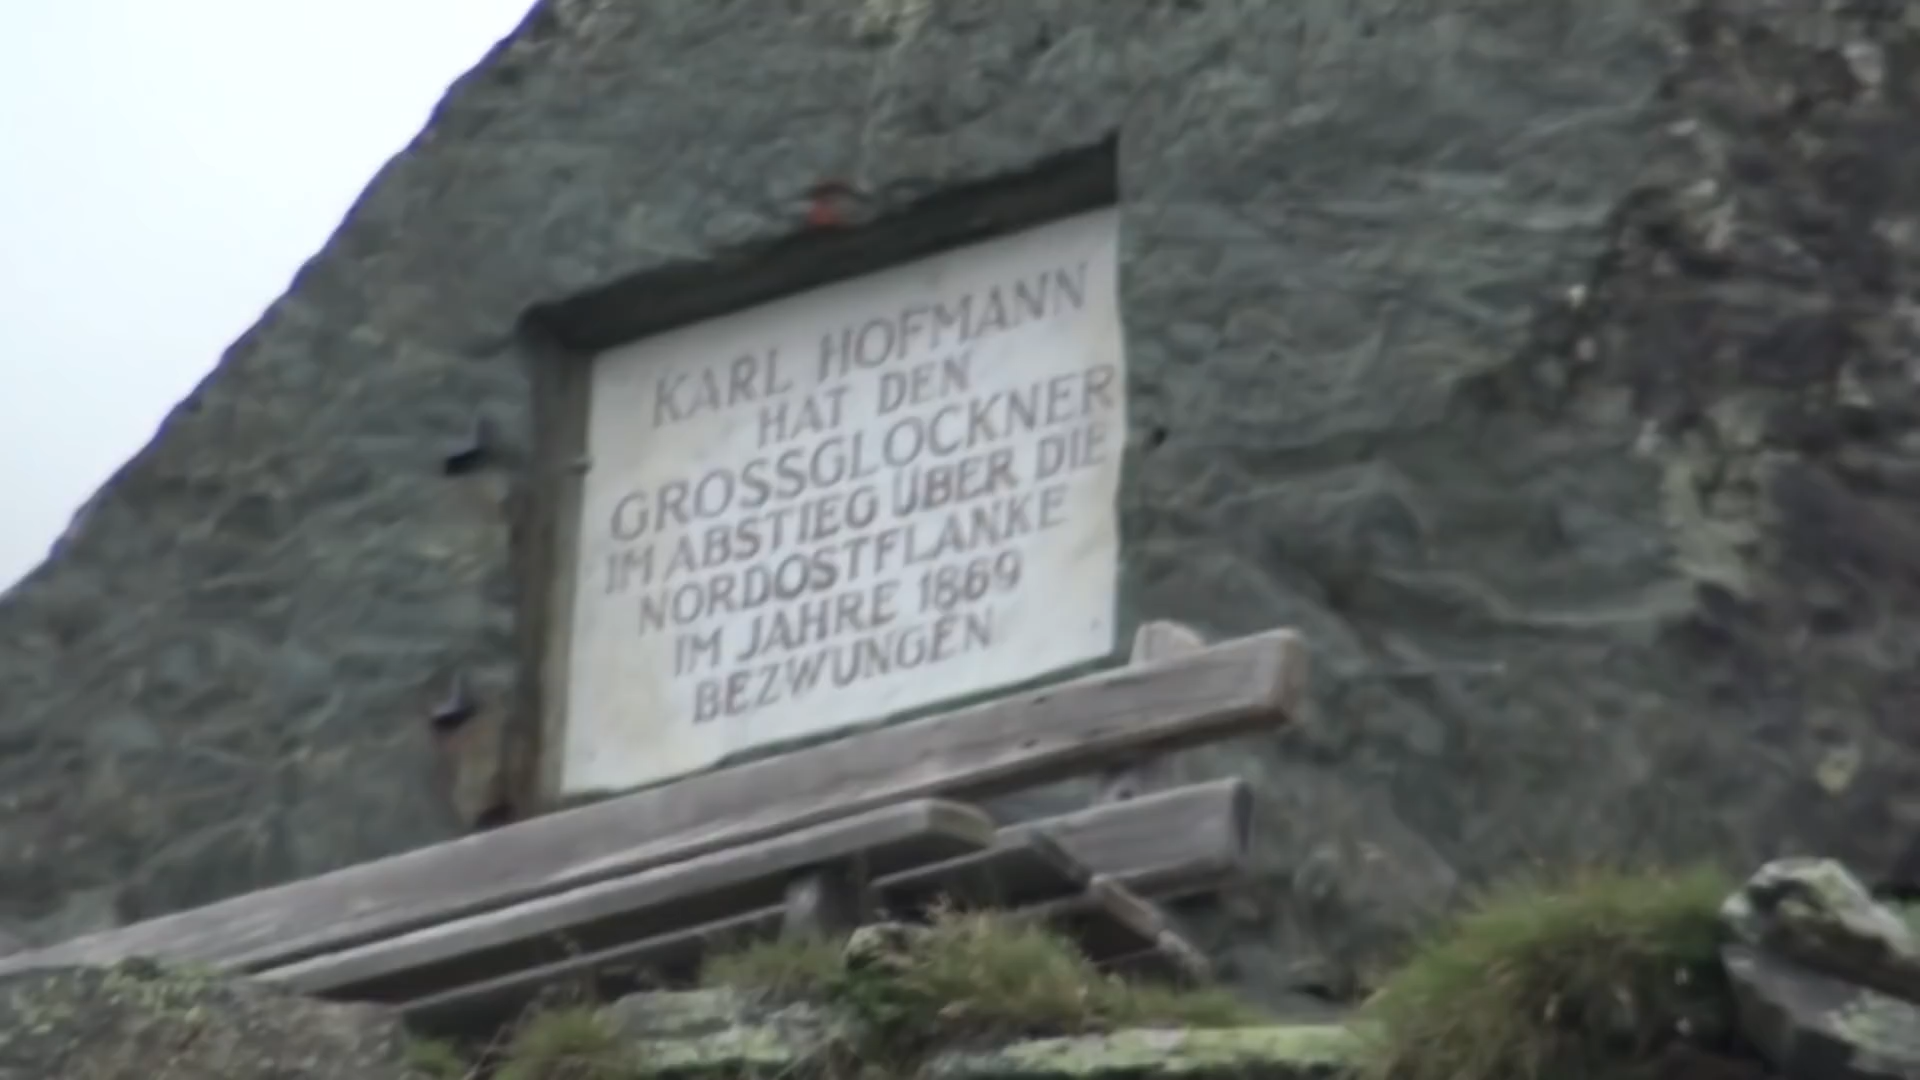 KARL HOFMANN
HAT DEN
GROSSGLOCKNER
IM ABSTIEG ÜBER DIE
NORDOSTFLANKE
IM JAHRE 1869
BEZWUNGEN